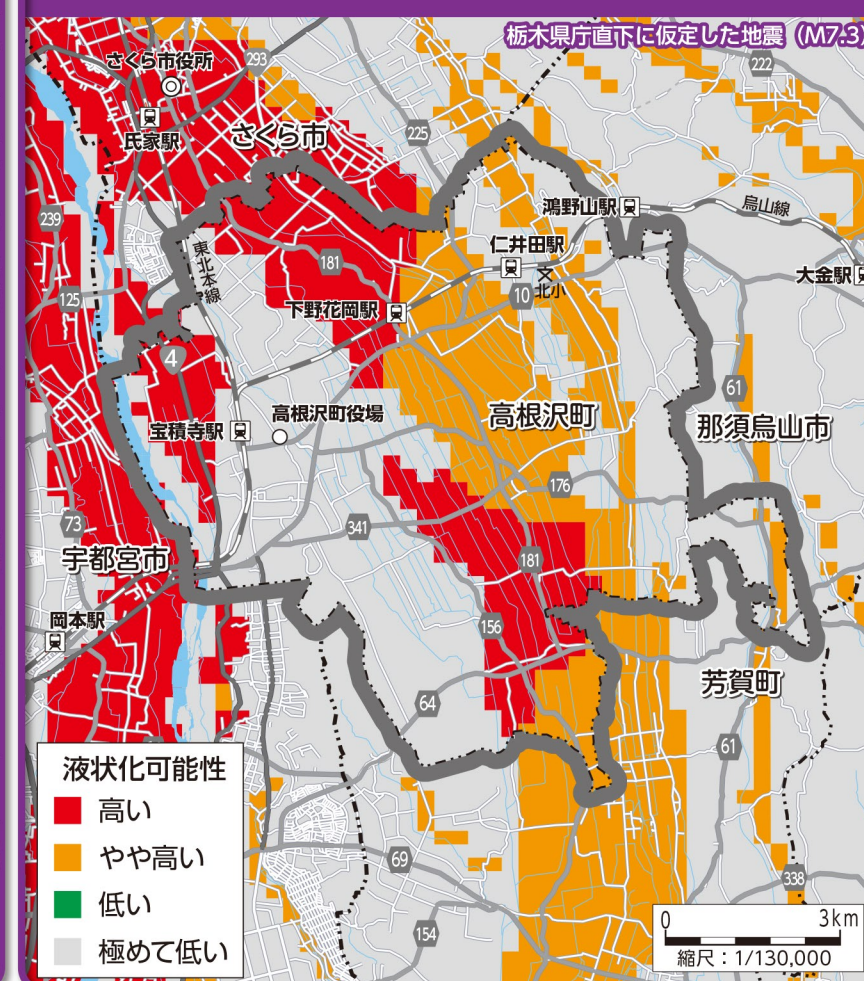 栃木県庁直下に仮定した地震（M7.3）
さくら市役所
293
222
氏家駅
さくら市
225
239
鴻野山駅
烏山線
仁井田駅
東北本線
181
大金駅
125
北小
10
下野花岡駅
4
61
高根沢町役場
高根沢町
那須烏山市
宝積寺駅
176
73
341
宇都宮市
181
岡本駅
156
芳賀町
64
61
液状化可能性
高い
やや高い
低い
極めて低い
69
338
154
0 3km
縮尺：1/130,000